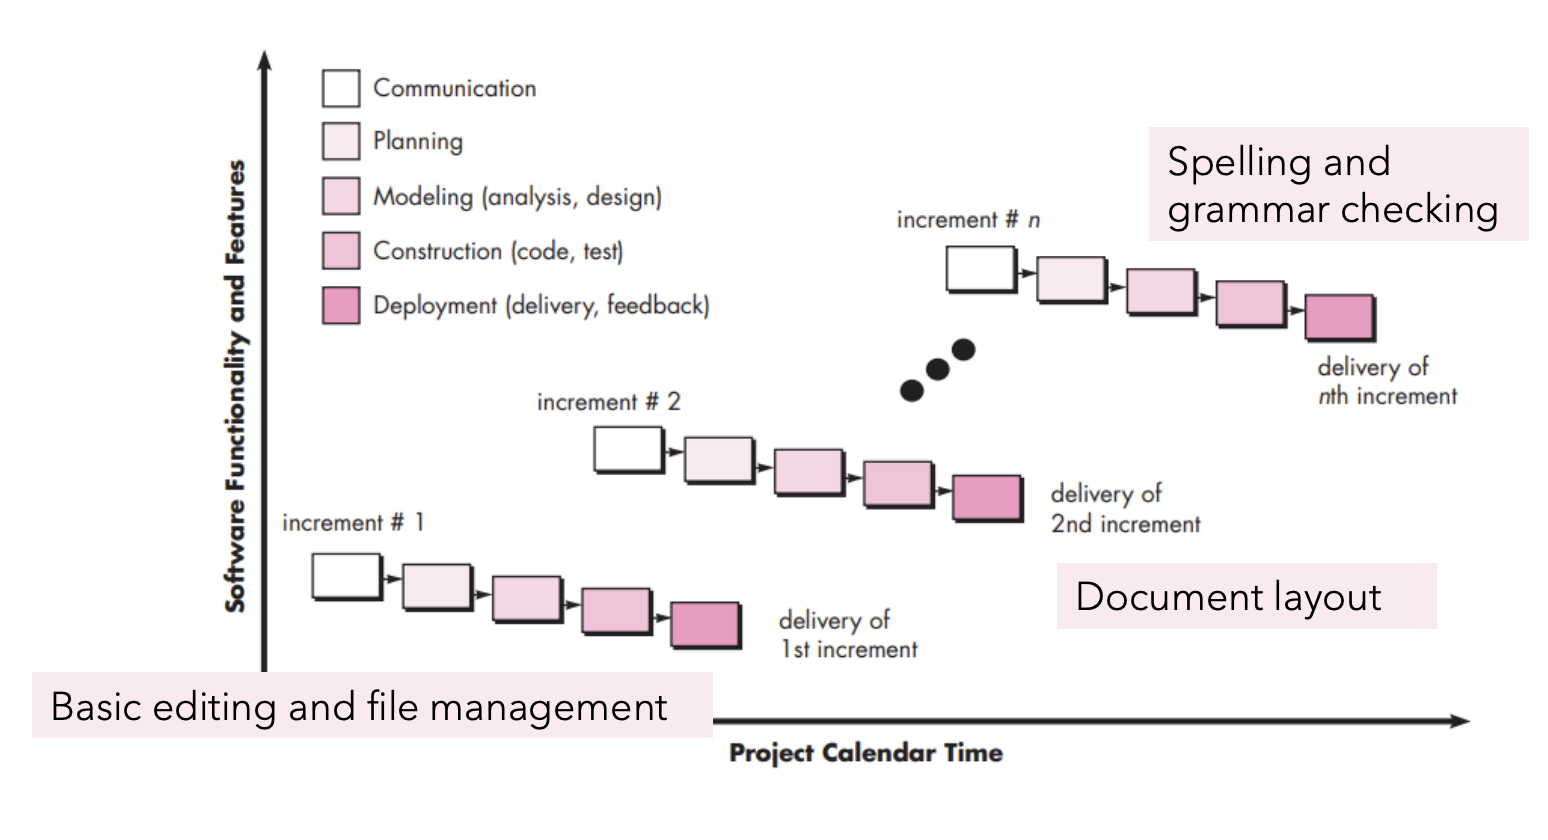 Communication
Planning
Modeling (analysis, design)
Construction (code, test)
Deployment (delivery, feedback)
Software Functionality and Features
Spelling and
grammar checking
increment # n
delivery of
nth increment
increment # 2
delivery of
2nd increment
Document layout
increment # 1
delivery of
1st increment
Basic editing and file management
Project Calendar Time